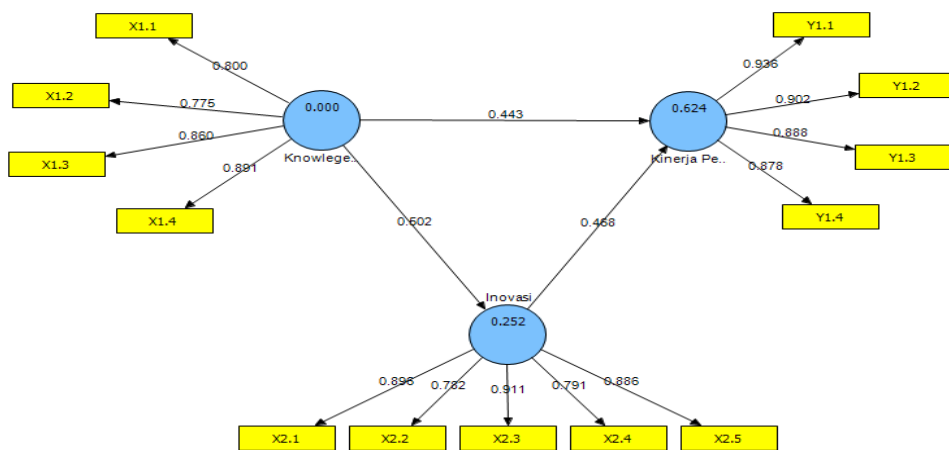 X1.1
Y1.1
0.800
0.936
X1.2
0.775
0.000
0.443
0.624
0.902
Y1.2
X1.3
0.860
Knowlege..
Kinerja Pe..
0.888
Y1.3
0.891
0.878
X1.4
Y1.4
0.502
0.468
Inovasi
0.252
0.896
0.782
0.911
0.791
0.886
X2.1
X2.2
X2.3
X2.4
X2.5